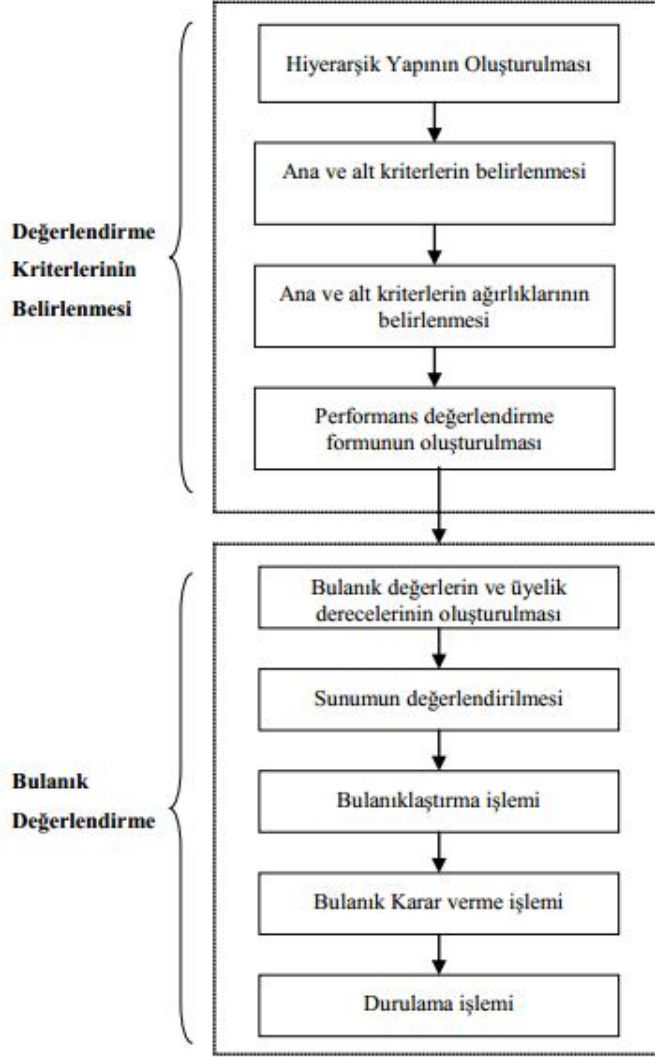 Hiyerarşik Yapının Oluşturulması
Ana ve alt kriterlerin belirlenmesi
Değerlendirme
Kriterlerinin
Belirlenmesi
Ana ve alt kriterlerin ağırlıklarının
belirlenmesi
Performans değerlendirme
formunun oluşturulması
Bulanık değerlerin ve üyelik
derecelerinin oluşturulması
Sunumun değerlendirilmesi
Bulanık
Değerlendirme
Bulanıklaştırma işlemi
Bulanık Karar verme işlemi
Durulama işlemi